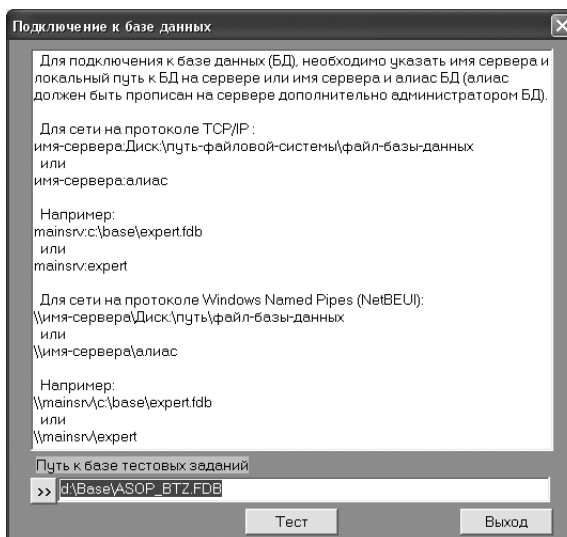 Подключение к базе данных
Для подключения к базе данных (БД), необходимо указать имя сервера и
локальный путь к БД на сервере или имя сервера и алиас БД (алиас
должен быть прописан на сервере дополнительно администратором БД).
Для сети на протоколе TCP/IP :
имя-сервера:Диск:\путь-файловой-системы\файл-базы-данных
или
имя-сервера:алиас
Например:
mainsrv:c:\base\expert.fdb
или
mainsrv:expert
Для сети на протоколе Windows Named Pipes (NetBEUI):
\\имя-сервера\Диск:\путь\файл-базы-данных
или
\\имя-сервера\алиас
Например:
\\mainsrv\c:\base\expert.fdb
или
\\mainsrv\expert
Путь к базе тестовых заданий
>> d:\Base\ASOP_BTZ.FDB
Тест Выход